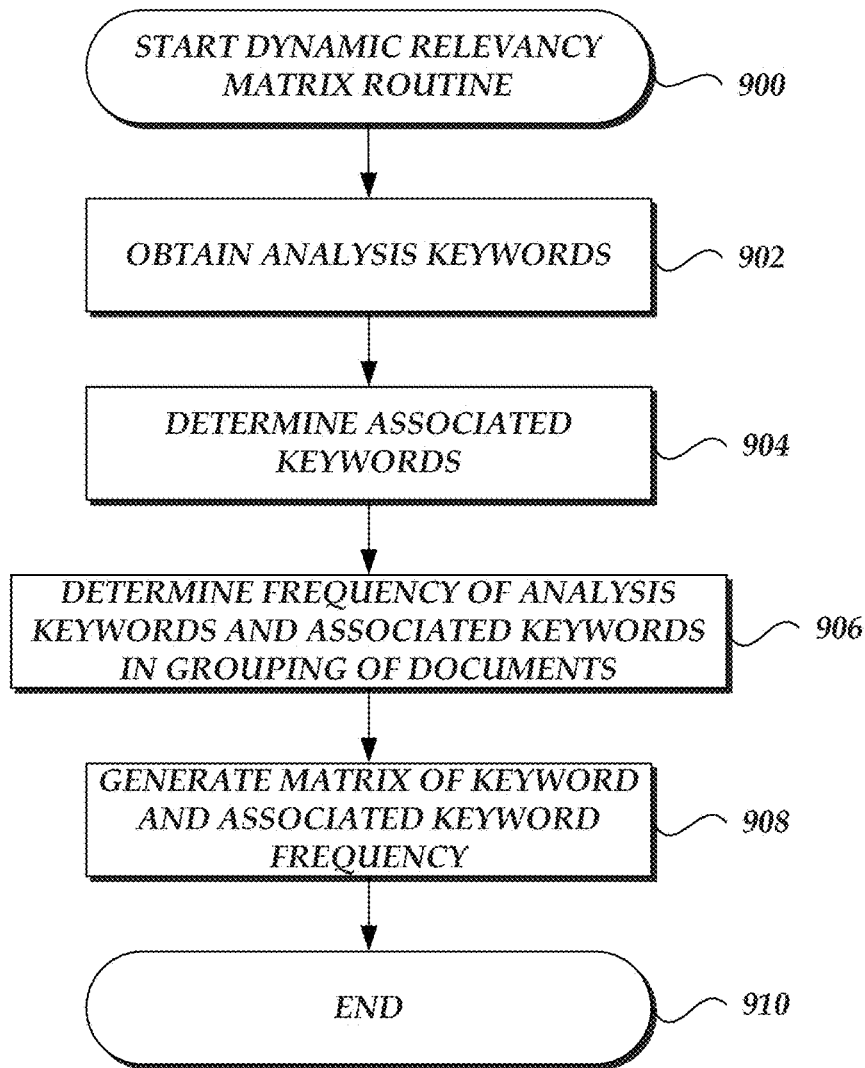 START DYNAMIC RELEVANCY
MATRIX ROUTINE
900
OBTAIN ANALYSIS KEYWORDS
902
DETERMINE ASSOCIATED
KEYWORDS
904
DETERMINE FREQUENCY OF ANALYSIS
KEYWORDS AND ASSOCIATED KEYWORDS
IN GROUPING OF DOCUMENTS
906
GENERATE MATRIX OF KEYWORD
AND ASSOCIATED KEYWORD
FREQUENCY
908
END
910